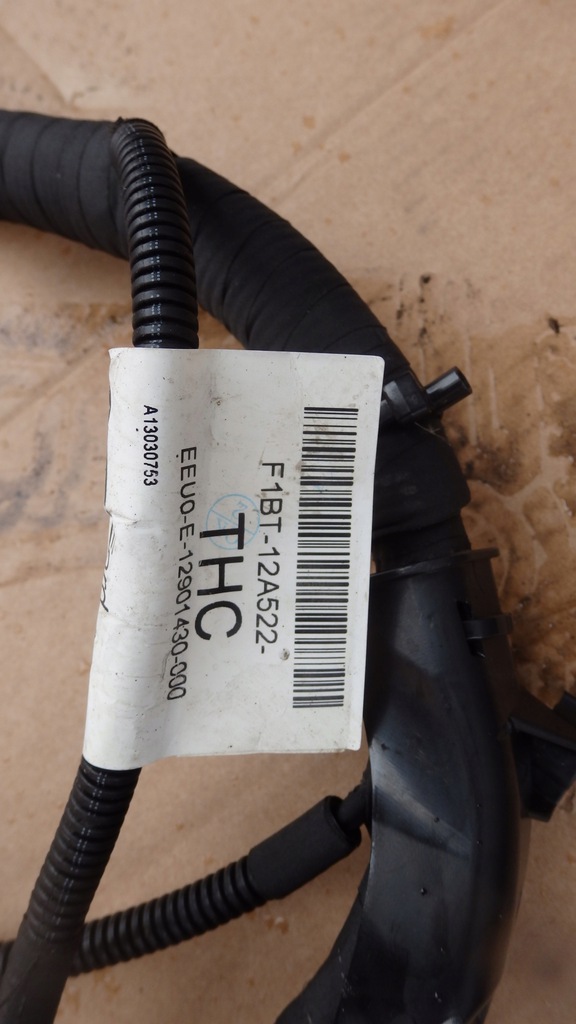 F1BT-12A522-
THC
EEU0-E-12901430-000
A13030753